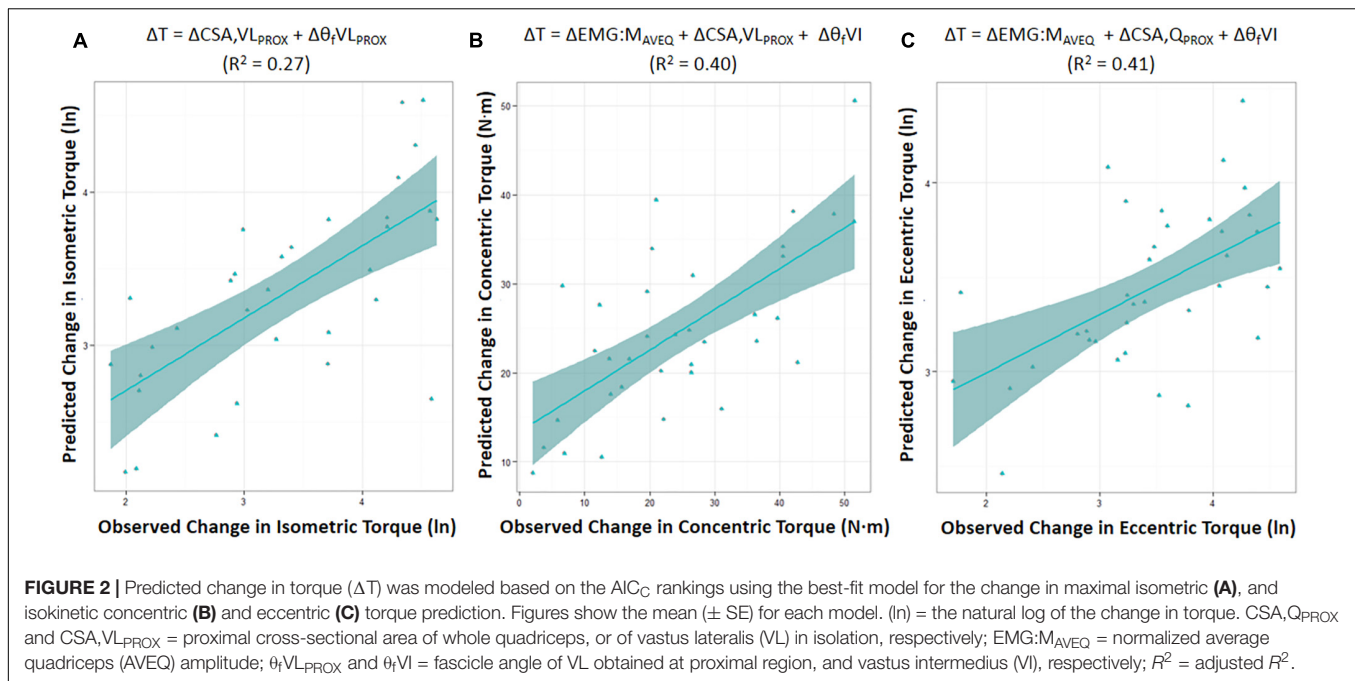 A
ΔT = ΔCSA,VLPROX + ΔθfVLPROX
(R² = 0.27)
Predicted Change in Isometric Torque (ln)
4
3
2
3
4
Observed Change in Isometric Torque (ln)
B
ΔT = ΔEMG:MAVEQ + ΔCSA,VLPROX + ΔθfVI
(R² = 0.40)
Predicted Change in Concentric Torque (N·m)
50
40
30
20
10
0
10
20
30
40
50
Observed Change in Concentric Torque (N·m)
C
ΔT = ΔEMG:MAVEQ + ΔCSA,QPROX + ΔθfVI
(R² = 0.41)
Predicted Change in Eccentric Torque (ln)
4
3
2
3
4
Observed Change in Eccentric Torque (ln)
FIGURE 2 | Predicted change in torque (ΔT) was modeled based on the AICC rankings using the best-fit model for the change in maximal isometric (A), and
isokinetic concentric (B) and eccentric (C) torque prediction. Figures show the mean (± SE) for each model. (ln) = the natural log of the change in torque. CSA,QPROX
and CSA,VLPROX = proximal cross-sectional area of whole quadriceps, or of vastus lateralis (VL) in isolation, respectively; EMG:MAVEQ = normalized average
quadriceps (AVEQ) amplitude; θfVLPROX and θfVI = fascicle angle of VL obtained at proximal region, and vastus intermedius (VI), respectively; R² = adjusted R².